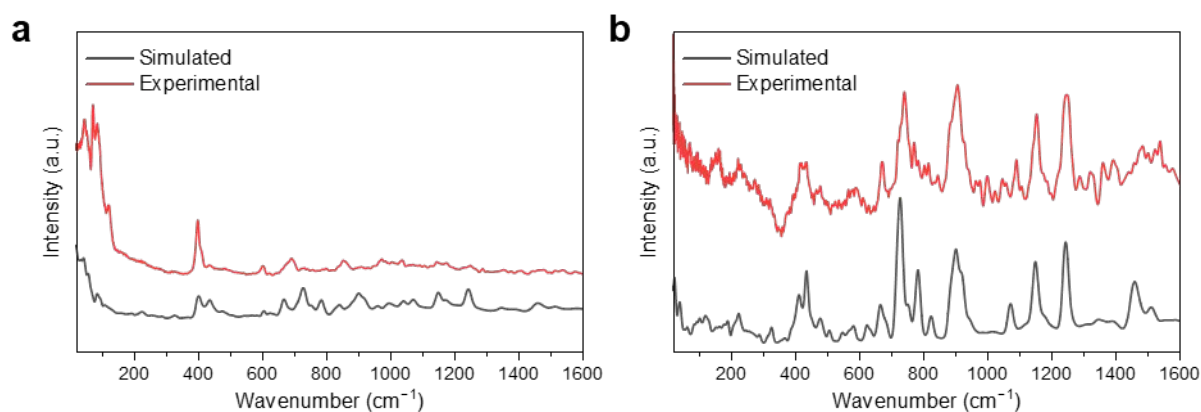 a
Simulated
Experimental
Intensity (a.u.)
200 400 600 800 1000 1200 1400 1600
Wavenumber (cm⁻¹)
b
Simulated
Experimental
Intensity (a.u.)
200 400 600 800 1000 1200 1400 1600
Wavenumber (cm⁻¹)